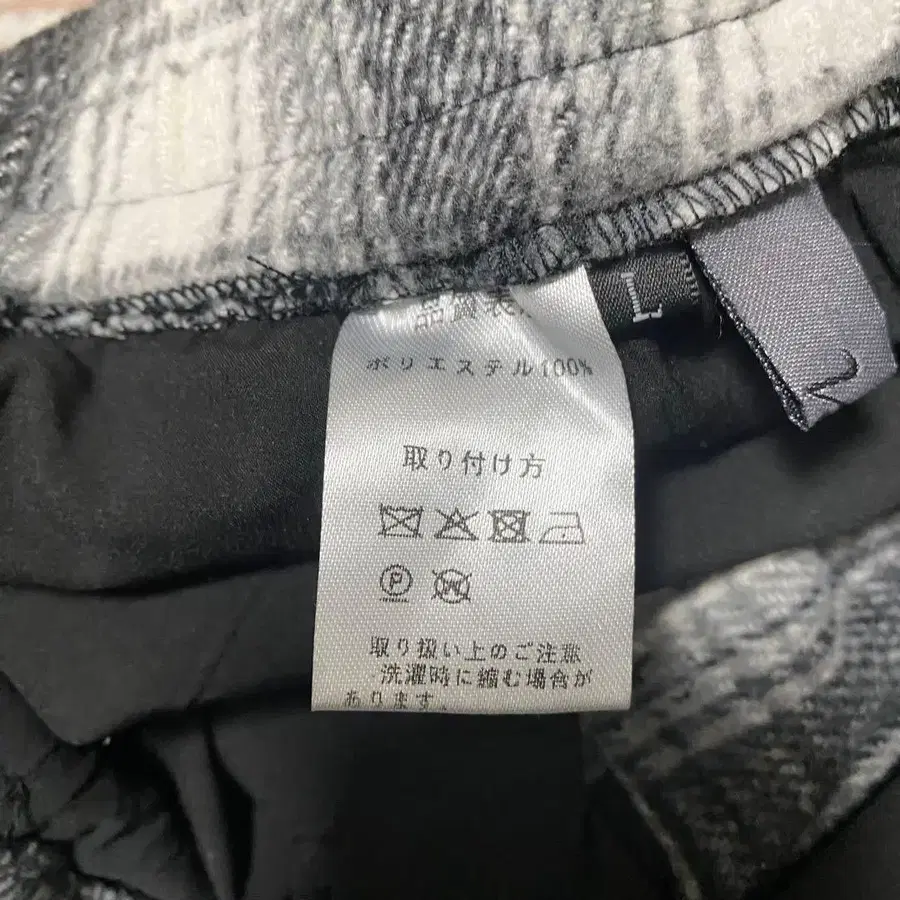 品質表
ポリエステル100%
取り付け方
P
W
取り扱い上のご注意
洗濯時に縮む場合が
あります。
L